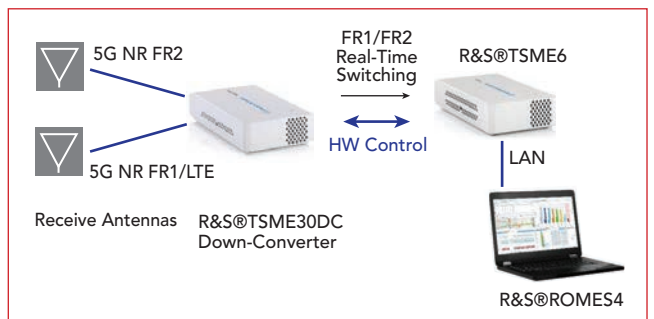 5G NR FR2
5G NR FR1/LTE
Receive Antennas
R&S®TSME30DC
Down-Converter
FR1/FR2
Real-Time
Switching
HW Control
R&S®TSME6
LAN
R&S®ROMES4